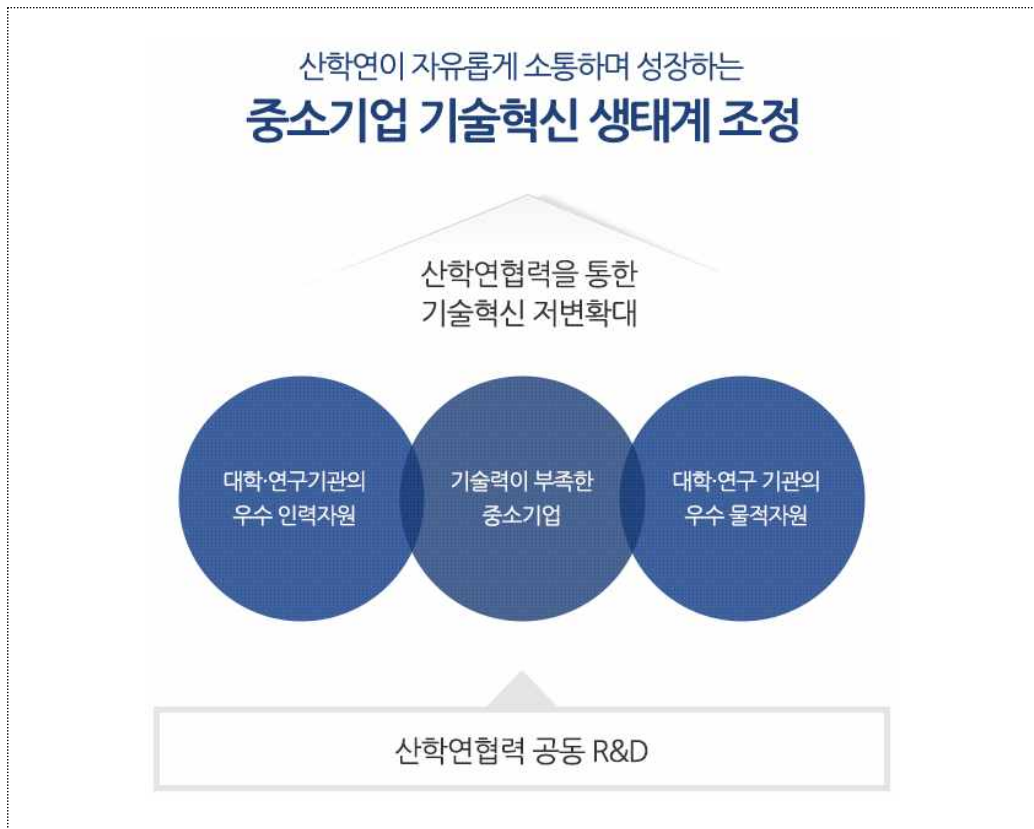 산학연이 자유롭게 소통하며 성장하는
중소기업 기술혁신 생태계 조정
산학연협력을 통한
기술혁신 저변확대
대학·연구기관의
우수 인력자원
기술력이 부족한
중소기업
대학·연구 기관의
우수 물적자원
산학연협력 공동 R&D